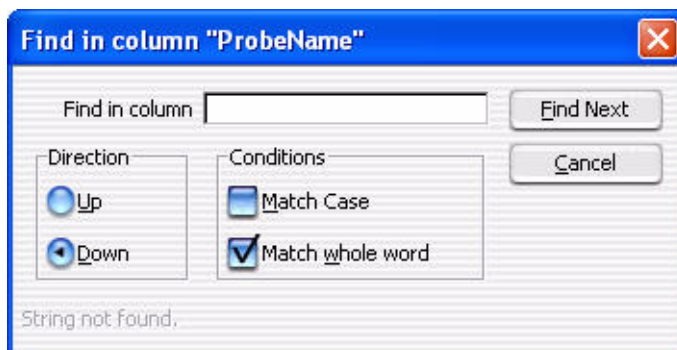 Find in column "ProbeName"
Find in column
Find Next
Direction
Conditions
Cancel
Up
Match Case
Down
Match whole word
String not found.